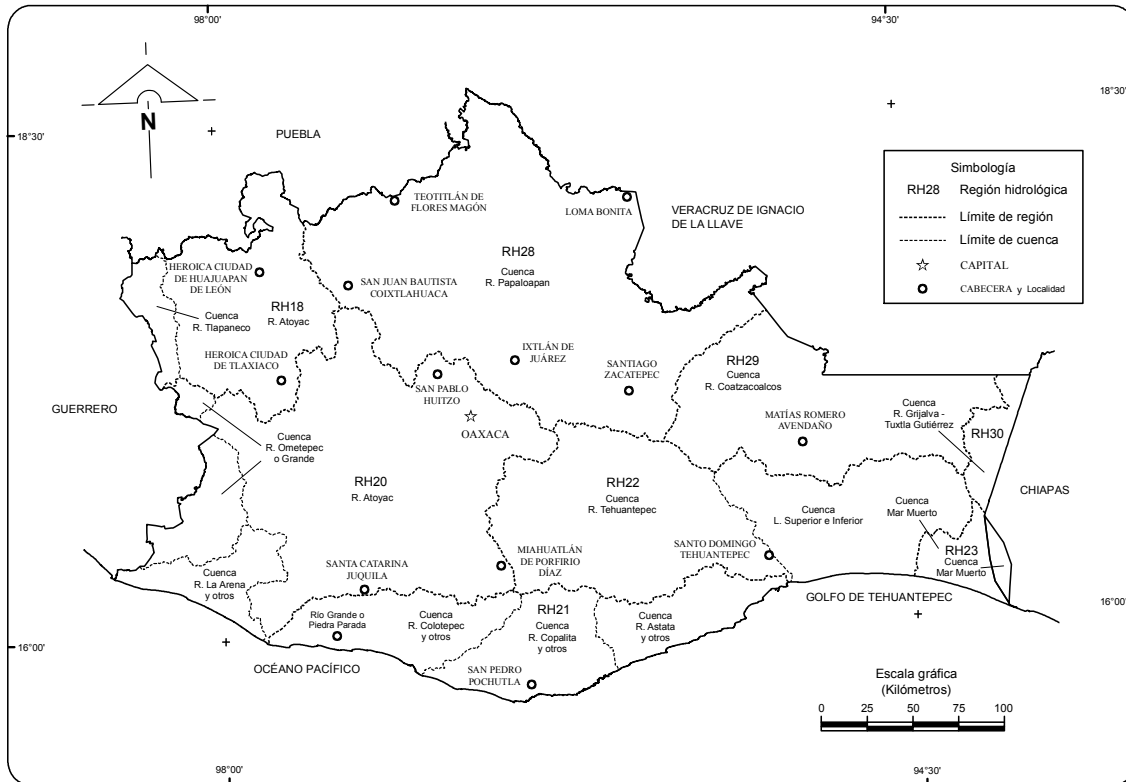 98°00'
94°30'
18°30'
18°30'
N
PUEBLA
Simbología
RH28 Región hidrológica
Límite de región
Límite de cuenca
CAPITAL
CABECERA y Localidad
TEOTITLÁN DE
FLORES MAGÓN
LOMA BONITA
VERACRUZ DE IGNACIO
DE LA LLAVE
RH28
Cuenca
R. Papaloapan
HEROICA CIUDAD
DE HUAJUAPAN
DE LEÓN
SAN JUAN BAUTISTA
COIXTLAHUACA
RH18
R. Atoyac
Cuenca
R. Tlapaneco
HEROICA CIUDAD
DE TLAXIACO
IXTLÁN DE
JUÁREZ
SAN PABLO
HUITZO
SANTIAGO
ZACATEPEC
RH29
Cuenca
R. Coatzacoalcos
MATÍAS ROMERO
AVENDAÑO
Cuenca
R. Grijalva -
Tuxtla Gutiérrez
RH30
GUERRERO
OAXACA
Cuenca
R. Ometepec
o Grande
RH20
R. Atoyac
RH22
Cuenca
R. Tehuantepec
Cuenca
L. Superior e Inferior
Cuenca
Mar Muerto
CHIAPAS
RH23
Cuenca
Mar Muerto
SANTO DOMINGO
TEHUANTEPEC
MIAHUATLÁN
DE PORFIRIO
DÍAZ
SANTA CATARINA
JUQUILA
Cuenca
R. La Arena
y otros
Río Grande o
Piedra Parada
Cuenca
R. Colotepec
y otros
RH21
Cuenca
R. Copalita
y otros
Cuenca
R. Astata
y otros
GOLFO DE TEHUANTEPEC
16°00'
16°00'
OCÉANO PACÍFICO
SAN PEDRO
POCHUTLA
Escala gráfica
(Kilómetros)
0 25 50 75 100
98°00'
94°30'